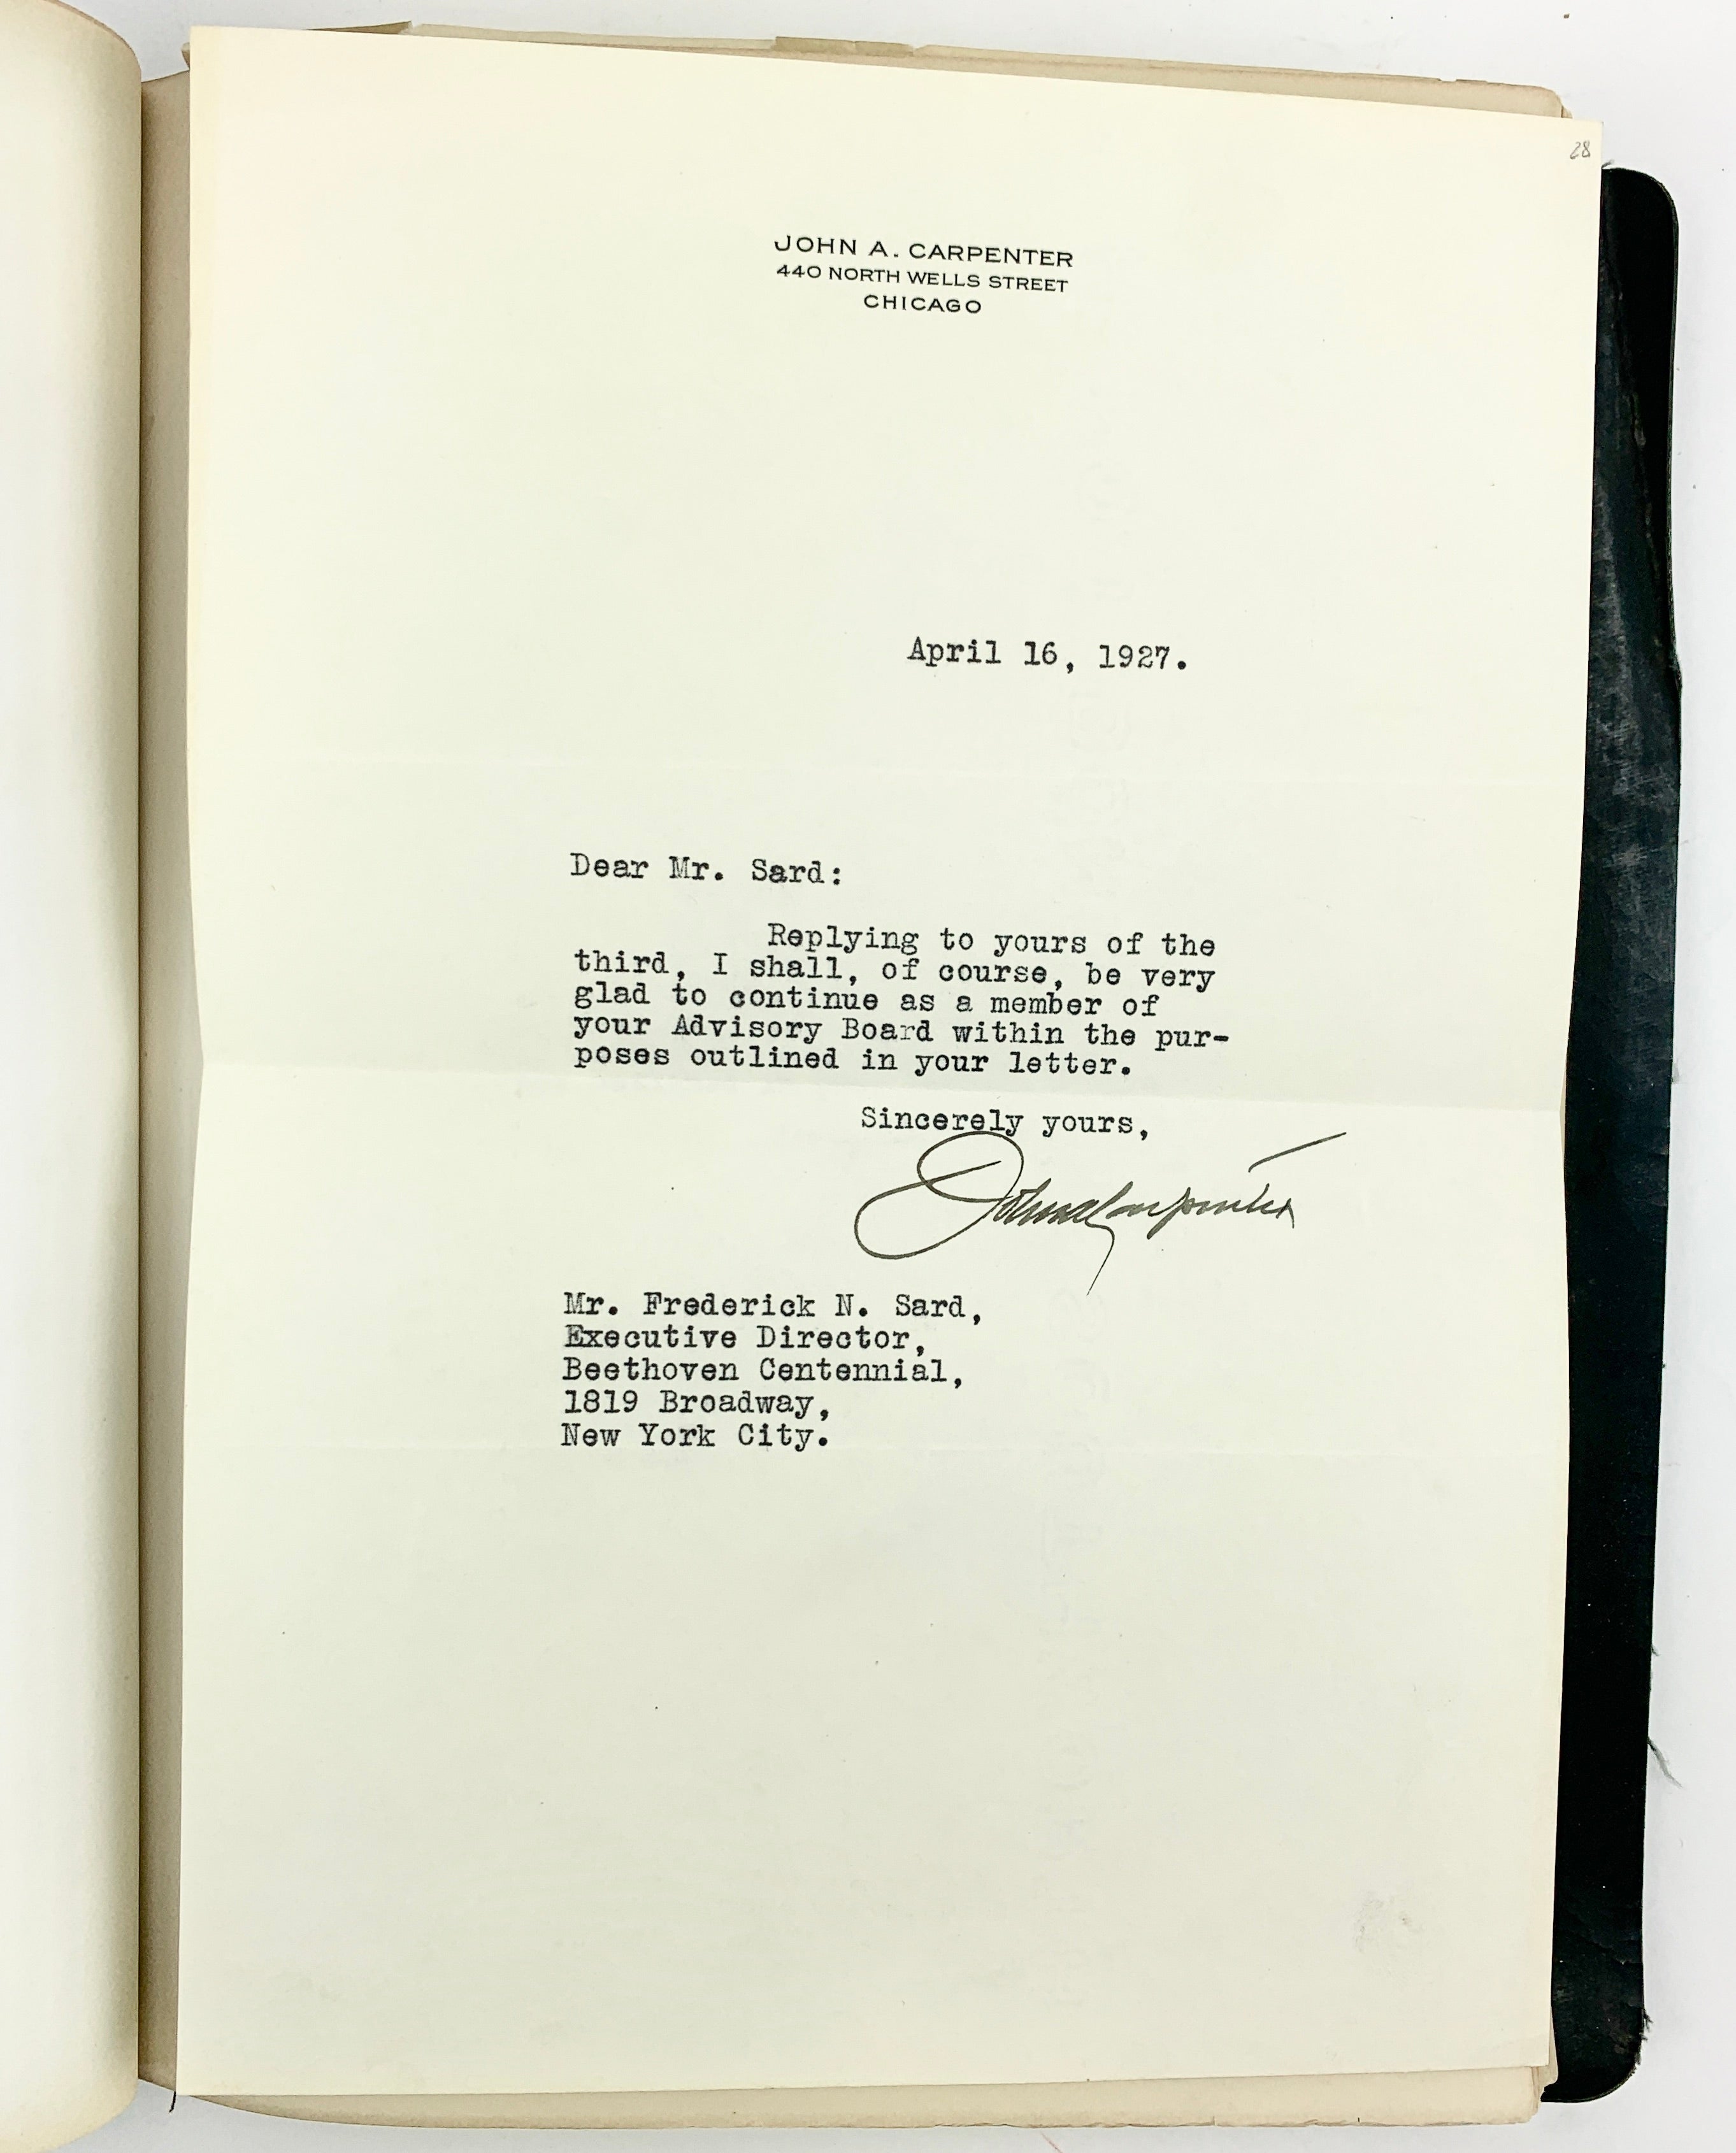 28
JOHN A. CARPENTER
440 NORTH WELLS STREET
CHICAGO
April 16, 1927.
Dear Mr. Sard:
Replying to yours of the
third, I shall, of course, be very
glad to continue as a member of
your Advisory Board within the pur-
poses outlined in your letter.
Sincerely yours,
John A Carpenter
Mr. Frederick N. Sard,
Executive Director,
Beethoven Centennial,
1819 Broadway,
New York City.